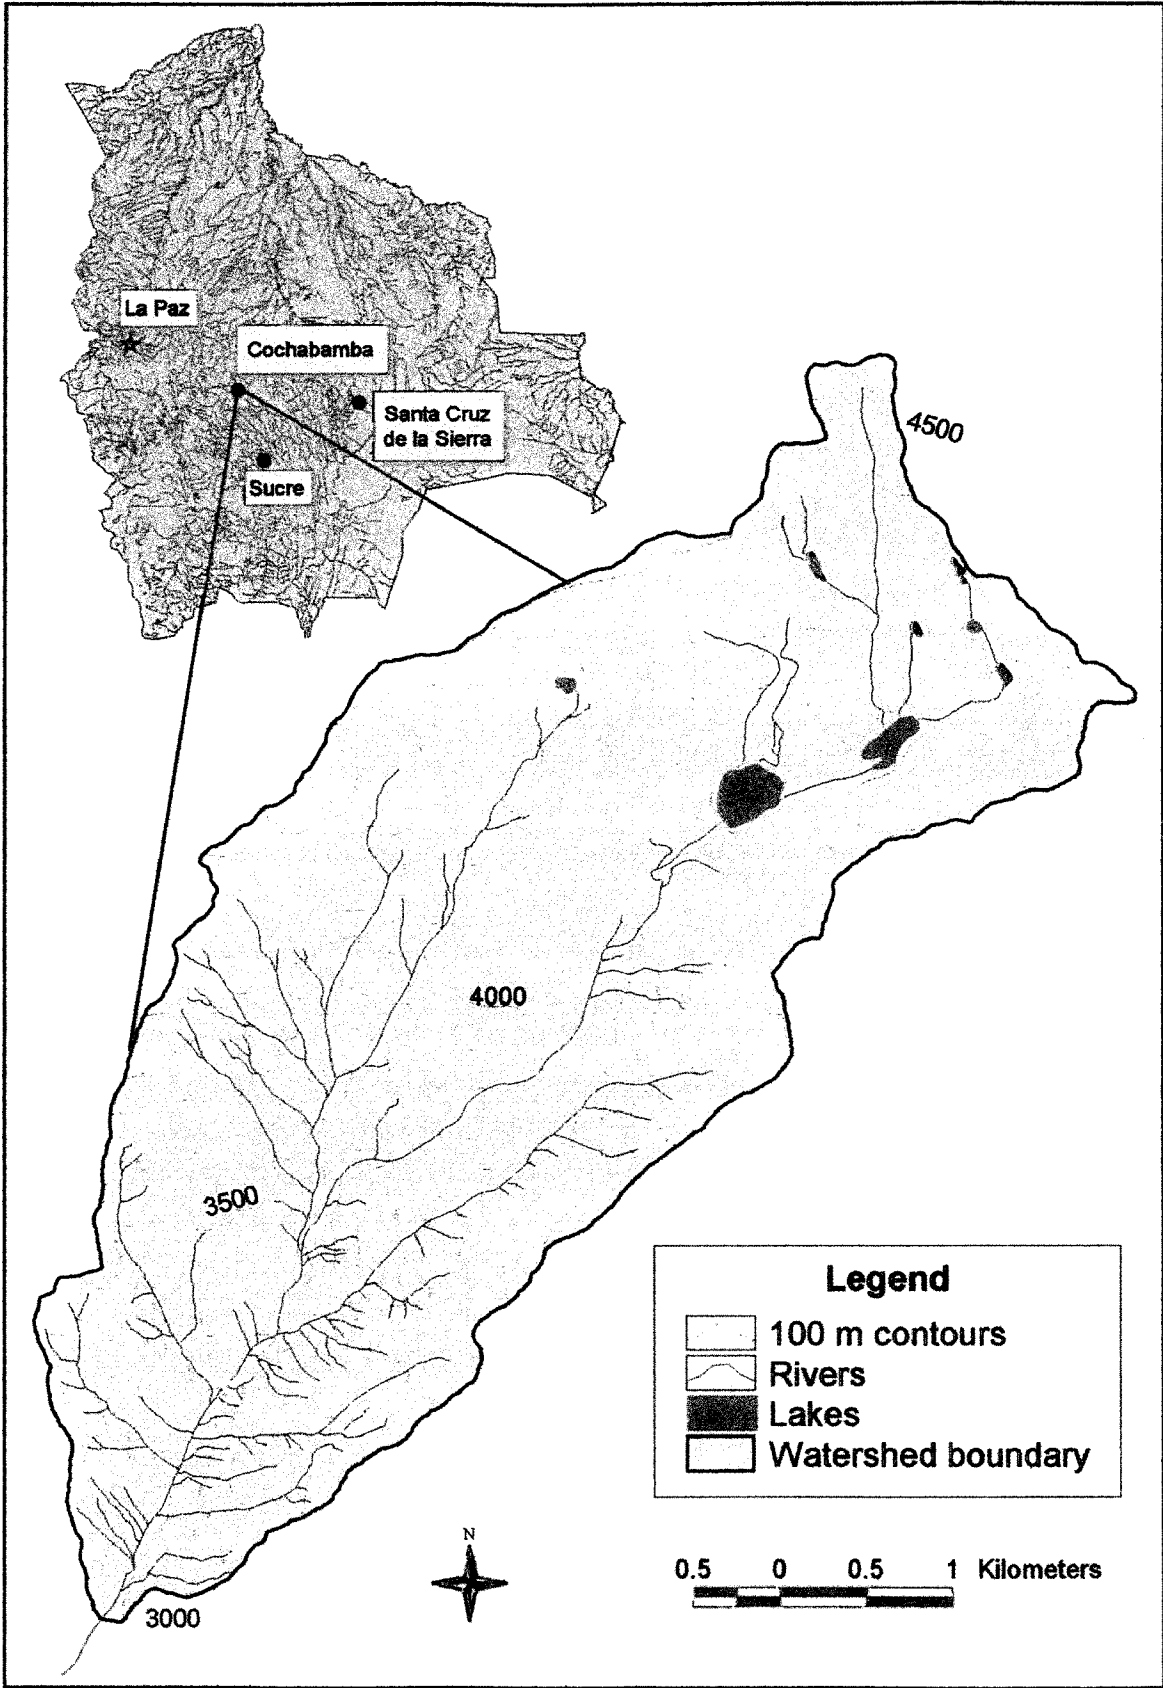 La Paz
Cochabamba
Santa Cruz
de la Sierra
Sucre
4500
4000
3500
3000
Legend
100 m contours
Rivers
Lakes
Watershed boundary
N
0.5 0 0.5 1 Kilometers